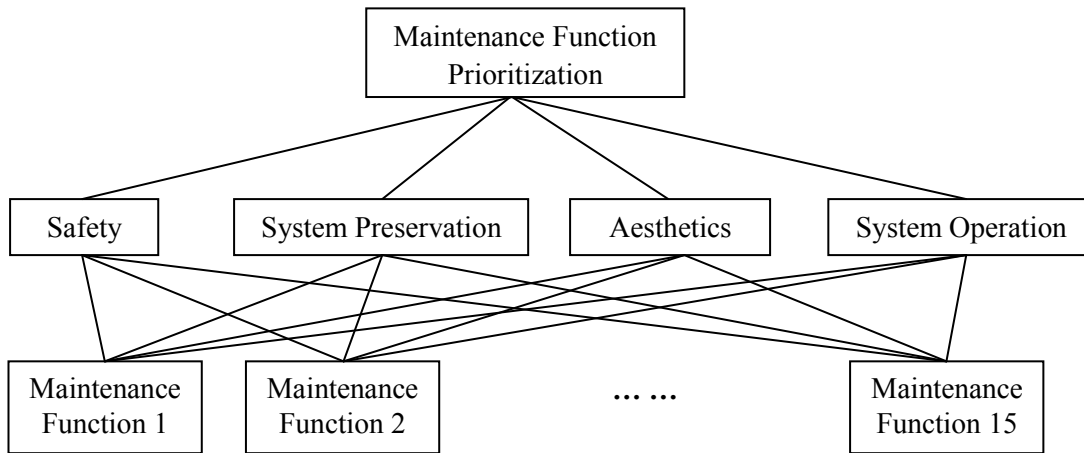 Maintenance Function
Prioritization
Safety
System Preservation
Aesthetics
System Operation
Maintenance
Function 1
Maintenance
Function 2
... ...
Maintenance
Function 15